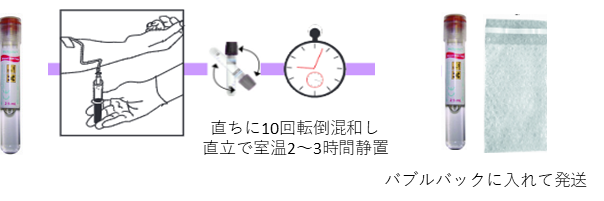 直ちに10回転倒混和し
直立で室温2～3時間静置
バブルバックに入れて発送